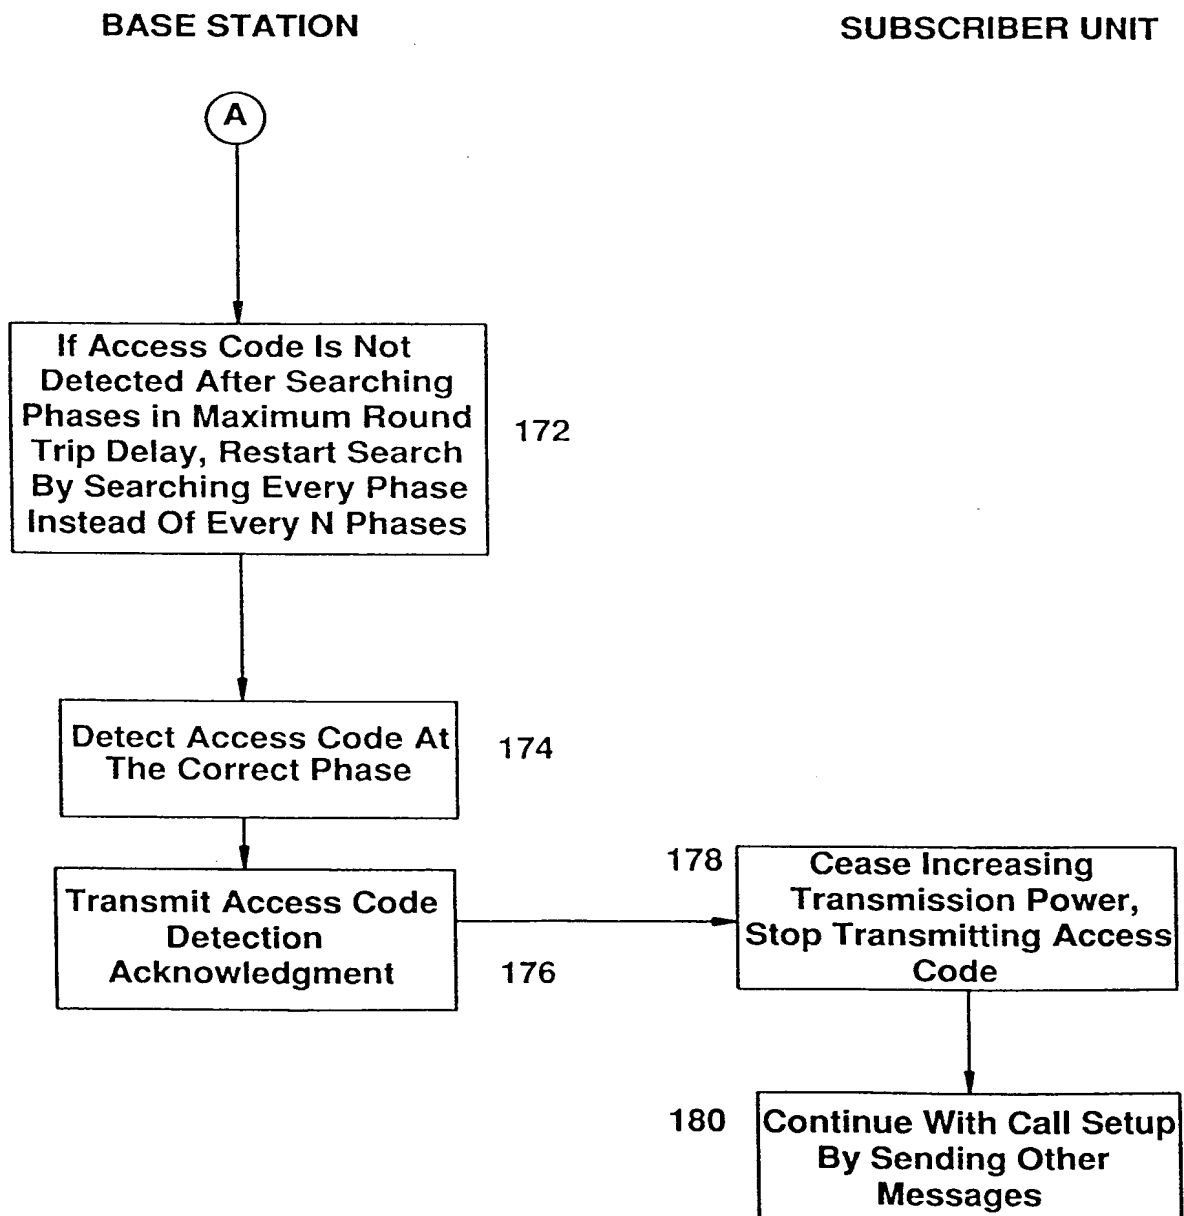 BASE STATION
SUBSCRIBER UNIT
A
If Access Code Is Not
Detected After Searching
Phases in Maximum Round
Trip Delay, Restart Search
By Searching Every Phase
Instead Of Every N Phases
172
Detect Access Code At
The Correct Phase
174
Transmit Access Code
Detection
Acknowledgment
176
178
Cease Increasing
Transmission Power,
Stop Transmitting Access
Code
180
Continue With Call Setup
By Sending Other
Messages